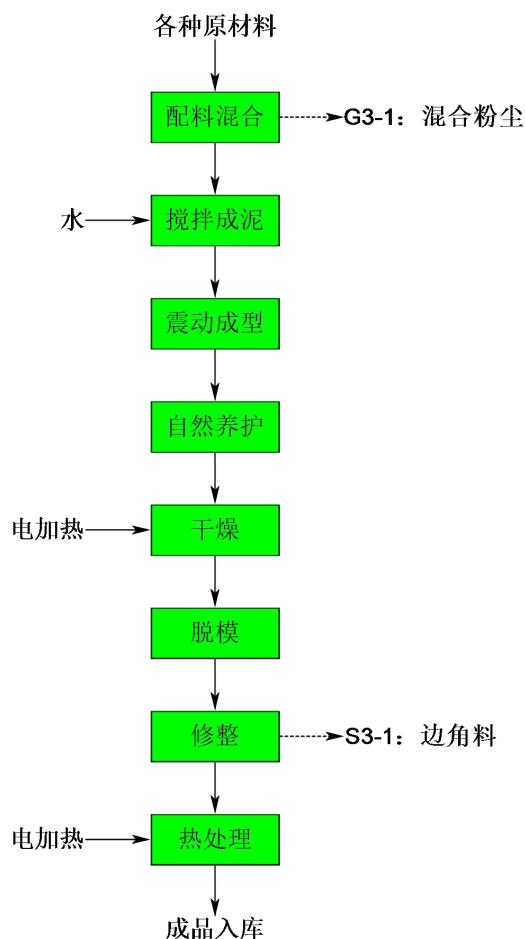 各种原材料
配料混合
G3-1：混合粉尘
水
搅拌成泥
震动成型
自然养护
电加热
干燥
脱模
修整
S3-1：边角料
电加热
热处理
成品入库